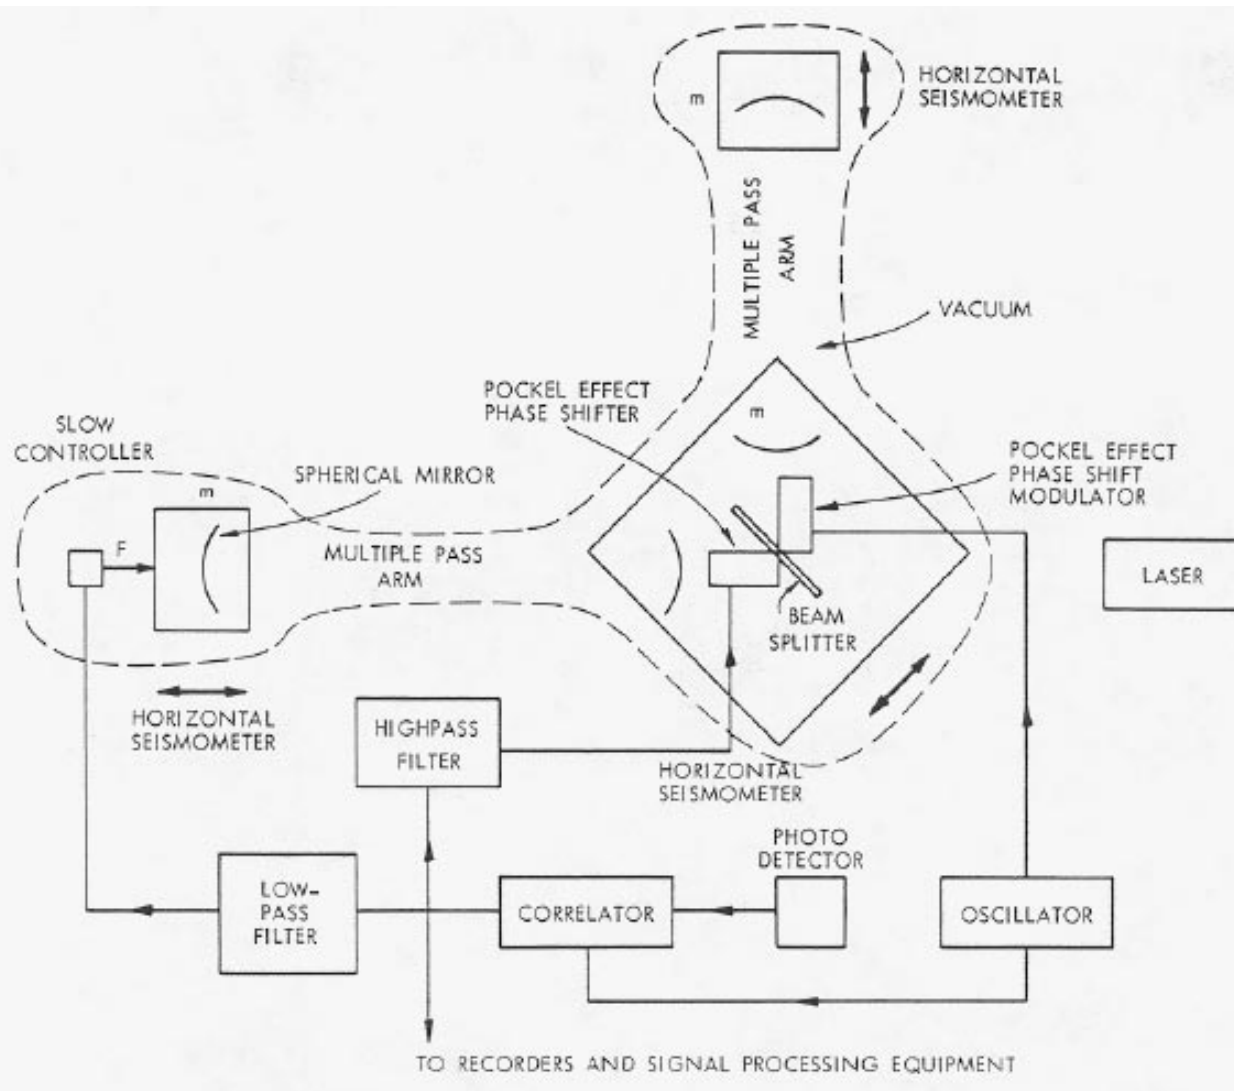 m
HORIZONTAL
SEISMOMETER
MULTIPLE PASS
ARM
VACUUM
POCKEL EFFECT
PHASE SHIFTER
m
SLOW
CONTROLLER
POCKEL EFFECT
PHASE SHIFT
MODULATOR
SPHERICAL MIRROR
m
F
MULTIPLE PASS
ARM
LASER
BEAM
SPLITTER
HORIZONTAL
SEISMOMETER
HIGHPASS
FILTER
HORIZONTAL
SEISMOMETER
PHOTO
DETECTOR
LOW-
PASS
FILTER
CORRELATOR
OSCILLATOR
TO RECORDERS AND SIGNAL PROCESSING EQUIPMENT